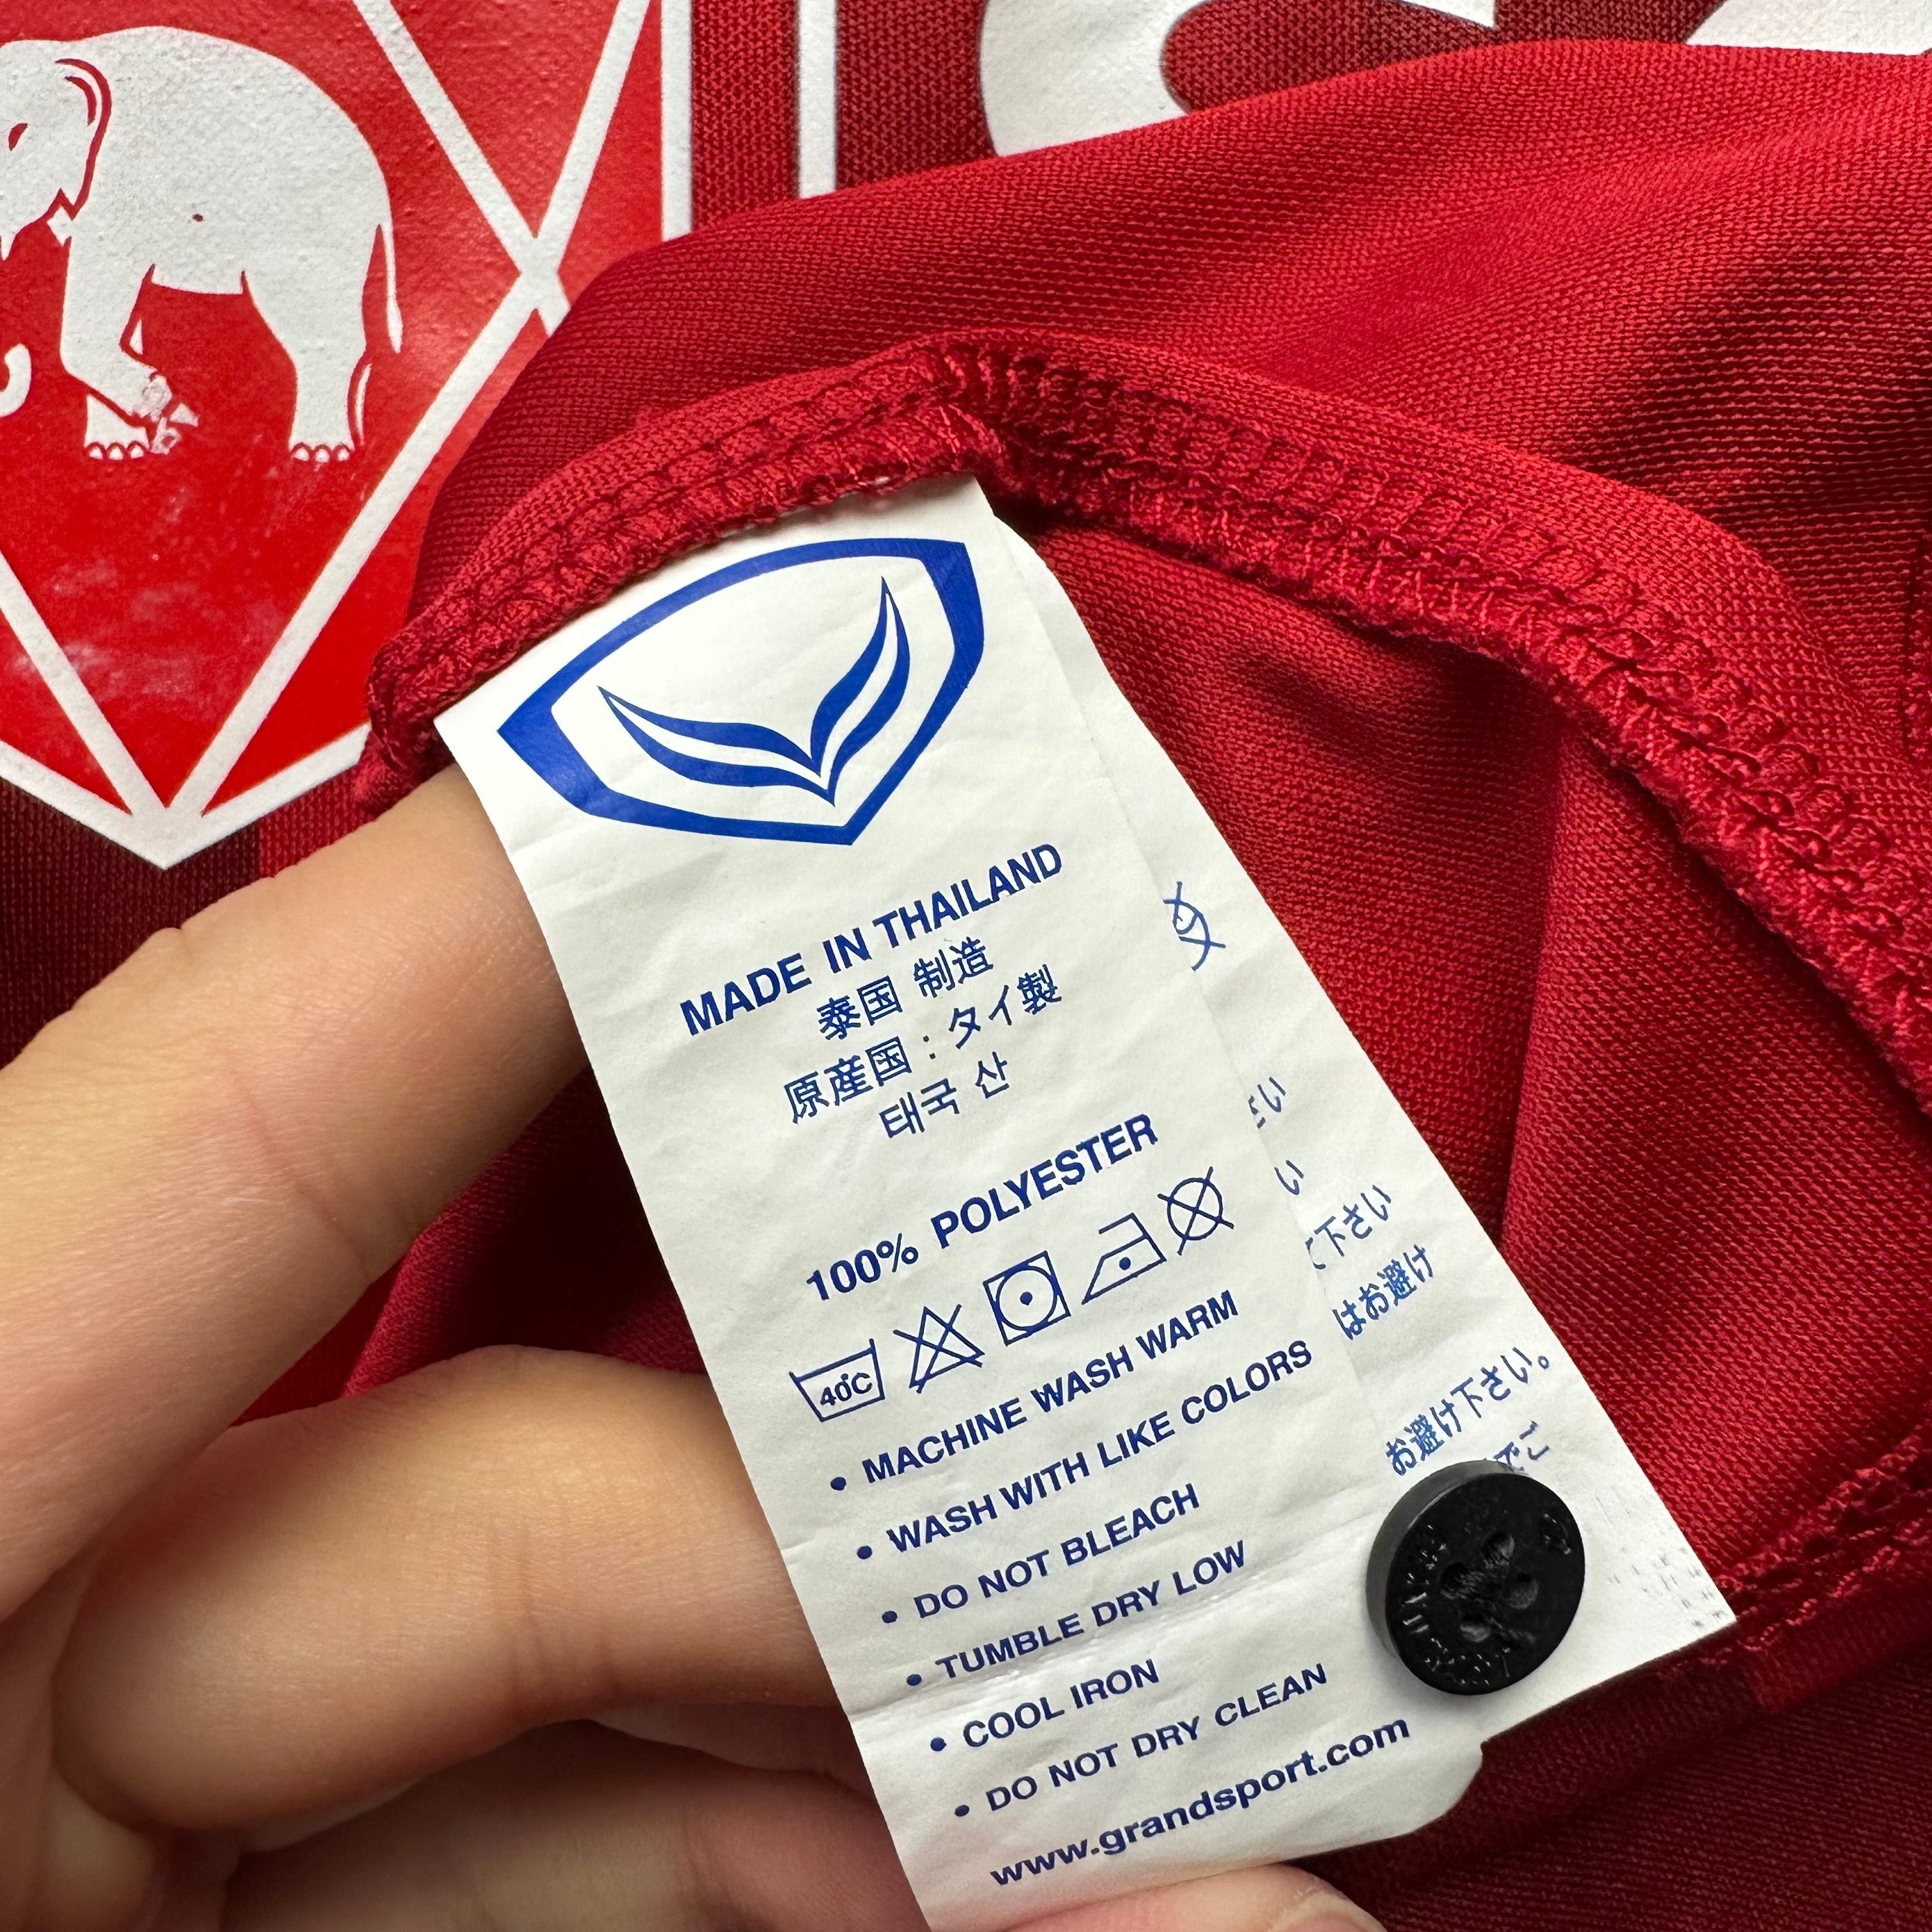 MADE IN THAILAND
泰国 制造
原産国：タイ製
태국 산
100% POLYESTER
40°C
• MACHINE WASH WARM
• WASH WITH LIKE COLORS
• DO NOT BLEACH
• TUMBLE DRY LOW
• COOL IRON
• DO NOT DRY CLEAN
www.grandsport.com
い
い
下さい
はお避け
お避け下さい。
でご